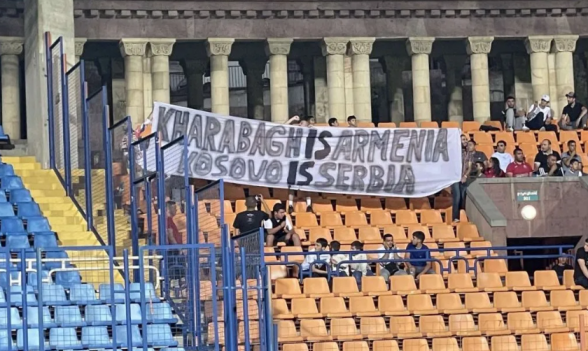 KHARABAGH IS ARMENIA
KOSOVO IS SERBIA